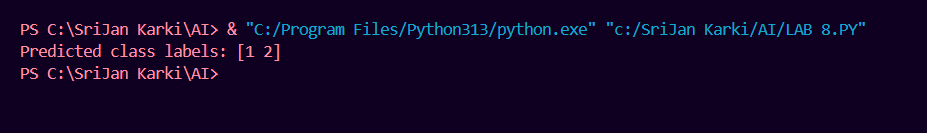 PS C:\SriJan Karki\AI> & "C:/Program Files/Python313/python.exe" "c:/SriJan Karki/AI/LAB 8.PY"
Predicted class labels: [1 2]
PS C:\SriJan Karki\AI>